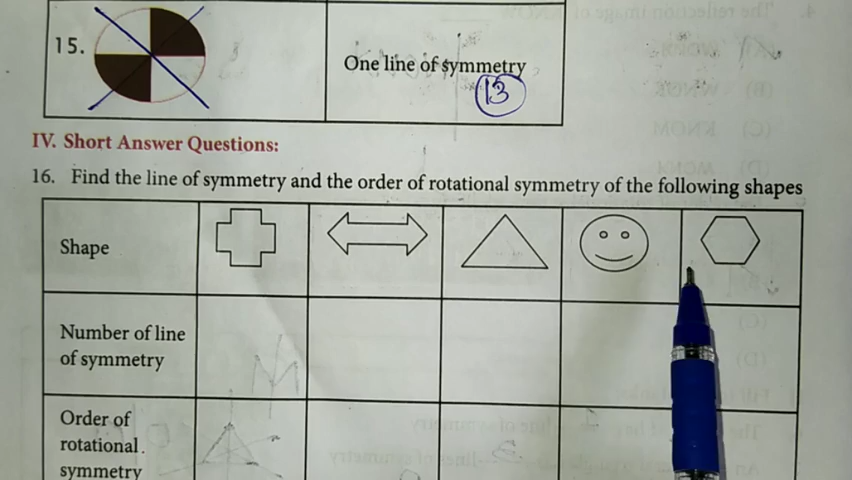 15.
One line of symmetry
13
IV. Short Answer Questions:
16. Find the line of symmetry and the order of rotational symmetry of the following shapes
Shape
Number of line
of symmetry
Order of
rotational
symmetry